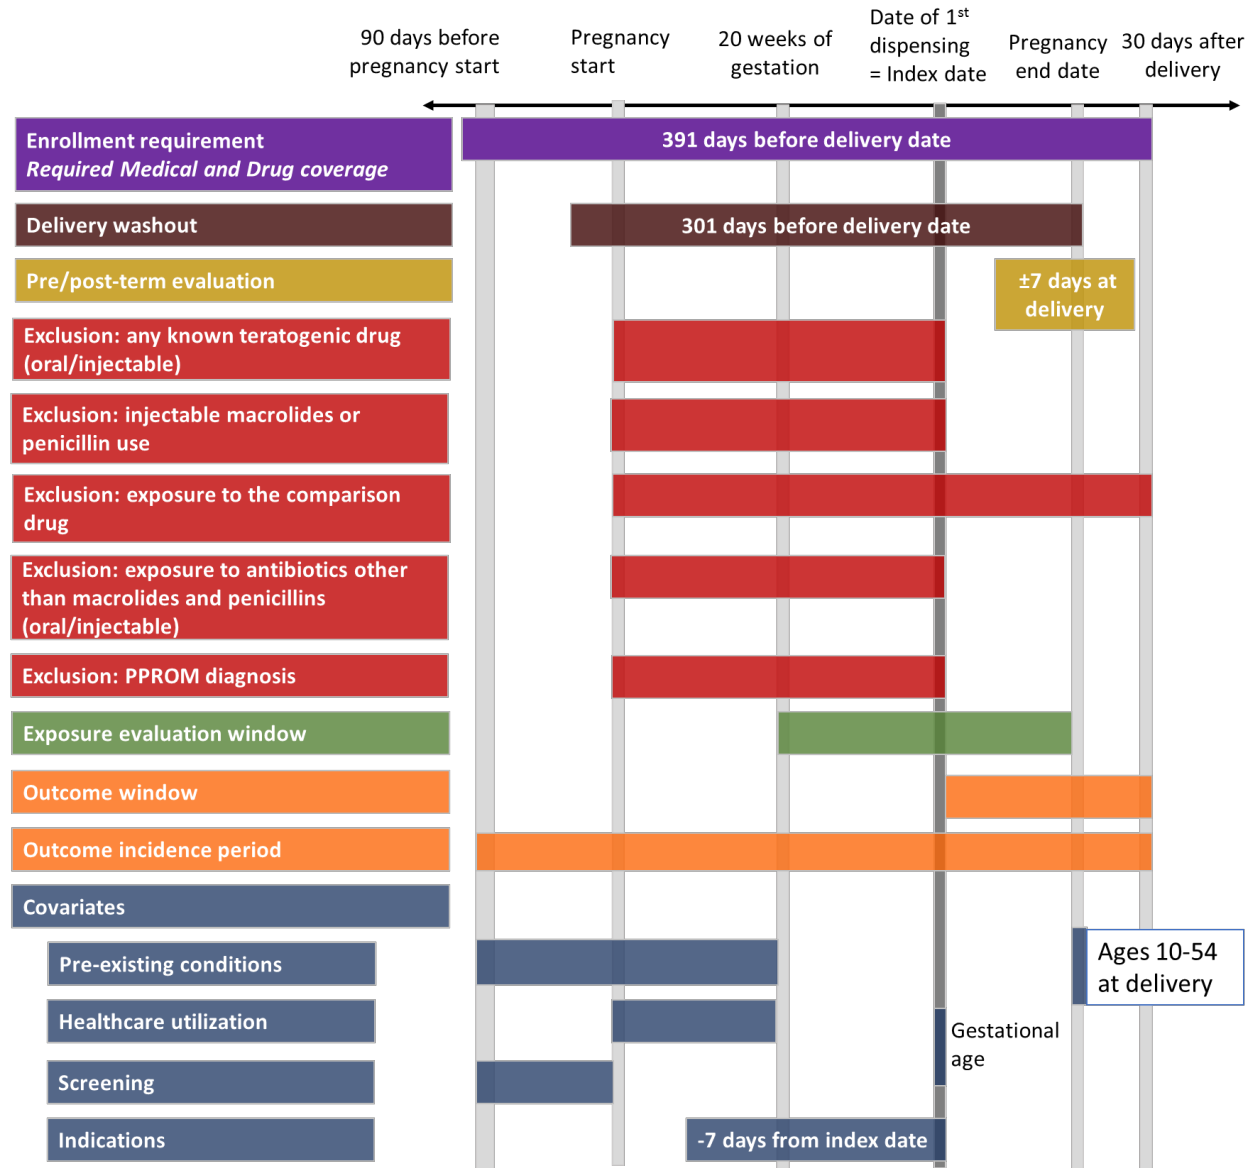 90 days before
pregnancy start
Pregnancy
start
20 weeks of
gestation
Date of 1st
dispensing
= Index date
Pregnancy
end date
30 days after
delivery
Enrollment requirement
Required Medical and Drug coverage
391 days before delivery date
Delivery washout
301 days before delivery date
Pre/post-term evaluation
±7 days at
delivery
Exclusion: any known teratogenic drug
(oral/injectable)
Exclusion: injectable macrolides or
penicillin use
Exclusion: exposure to the comparison
drug
Exclusion: exposure to antibiotics other
than macrolides and penicillins
(oral/injectable)
Exclusion: PPROM diagnosis
Exposure evaluation window
Outcome window
Outcome incidence period
Covariates
Pre-existing conditions
Ages 10-54
at delivery
Healthcare utilization
Gestational
age
Screening
Indications
-7 days from index date